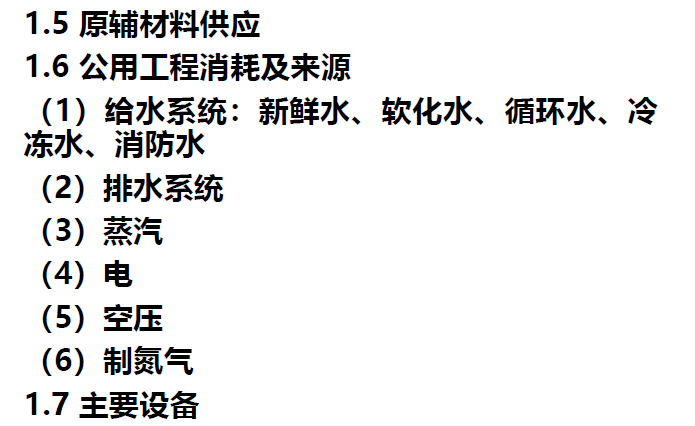 1.5 原辅材料供应
1.6 公用工程消耗及来源
（1）给水系统：新鲜水、软化水、循环水、冷
冻水、消防水
（2）排水系统
（3）蒸汽
（4）电
（5）空压
（6）制氮气
1.7 主要设备